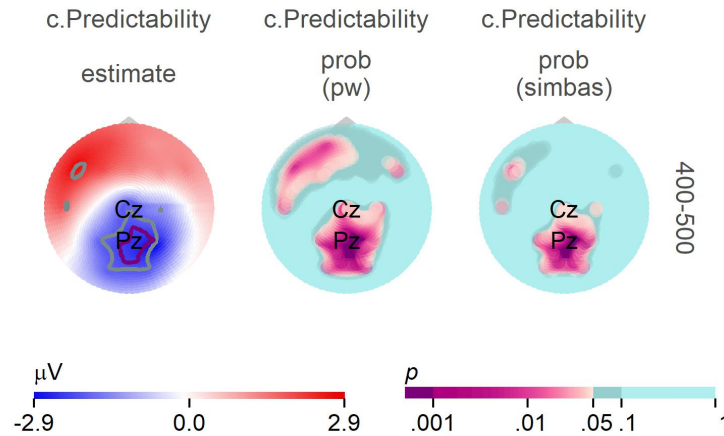 c.Predictability c.Predictability c.Predictability
estimate
prob
(pw)
prob
(simbas)
Cz Cz Cz
Pz Pz Pz
400-500
μV
-2.9 0.0 2.9
p
.001 .01 .05 .1 1